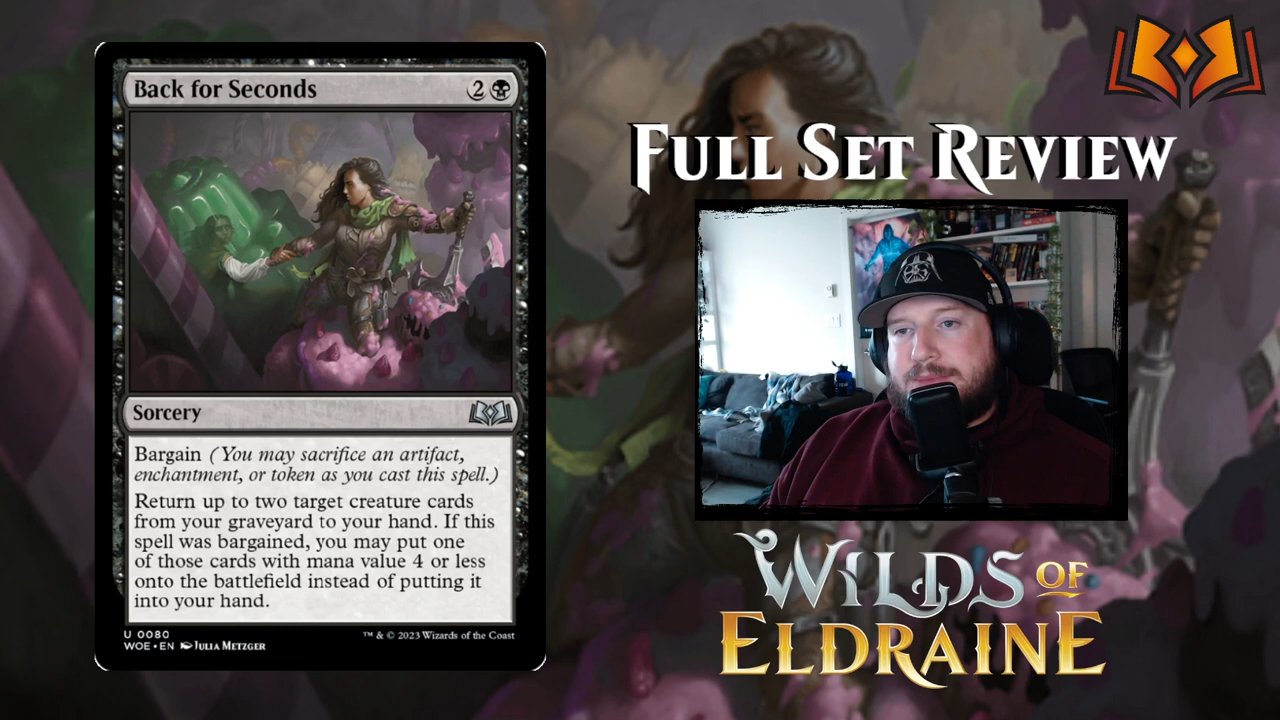 Back for Seconds 2
Sorcery
Bargain (You may sacrifice an artifact,
enchantment, or token as you cast this spell.)
Return up to two target creature cards
from your graveyard to your hand. If this
spell was bargained, you may put one
of those cards with mana value 4 or less
onto the battlefield instead of putting it
into your hand.
U 0080
WOE • EN JULIA METZGER
™ & © 2023 Wizards of the Coast
FULL SET REVIEW
WILDS OF
ELDRAINE